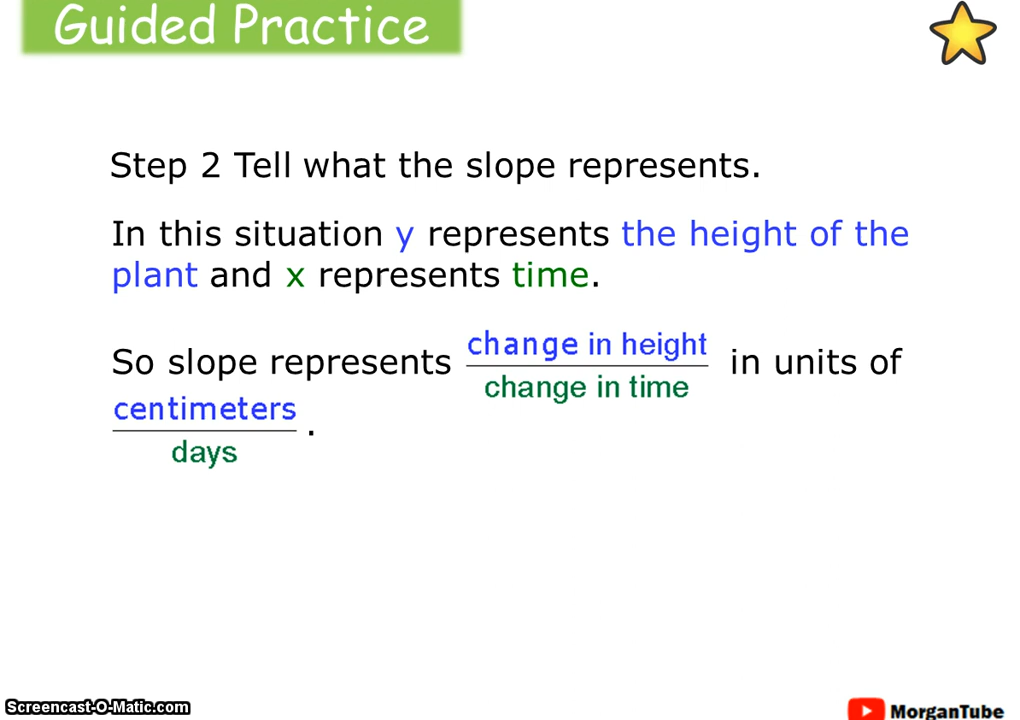 Guided Practice
Step 2 Tell what the slope represents.
In this situation y represents the height of the
plant and x represents time.
So slope represents change in height / change in time in units of
centimeters / days .
Screencast-O-Matic.com
MorganTube